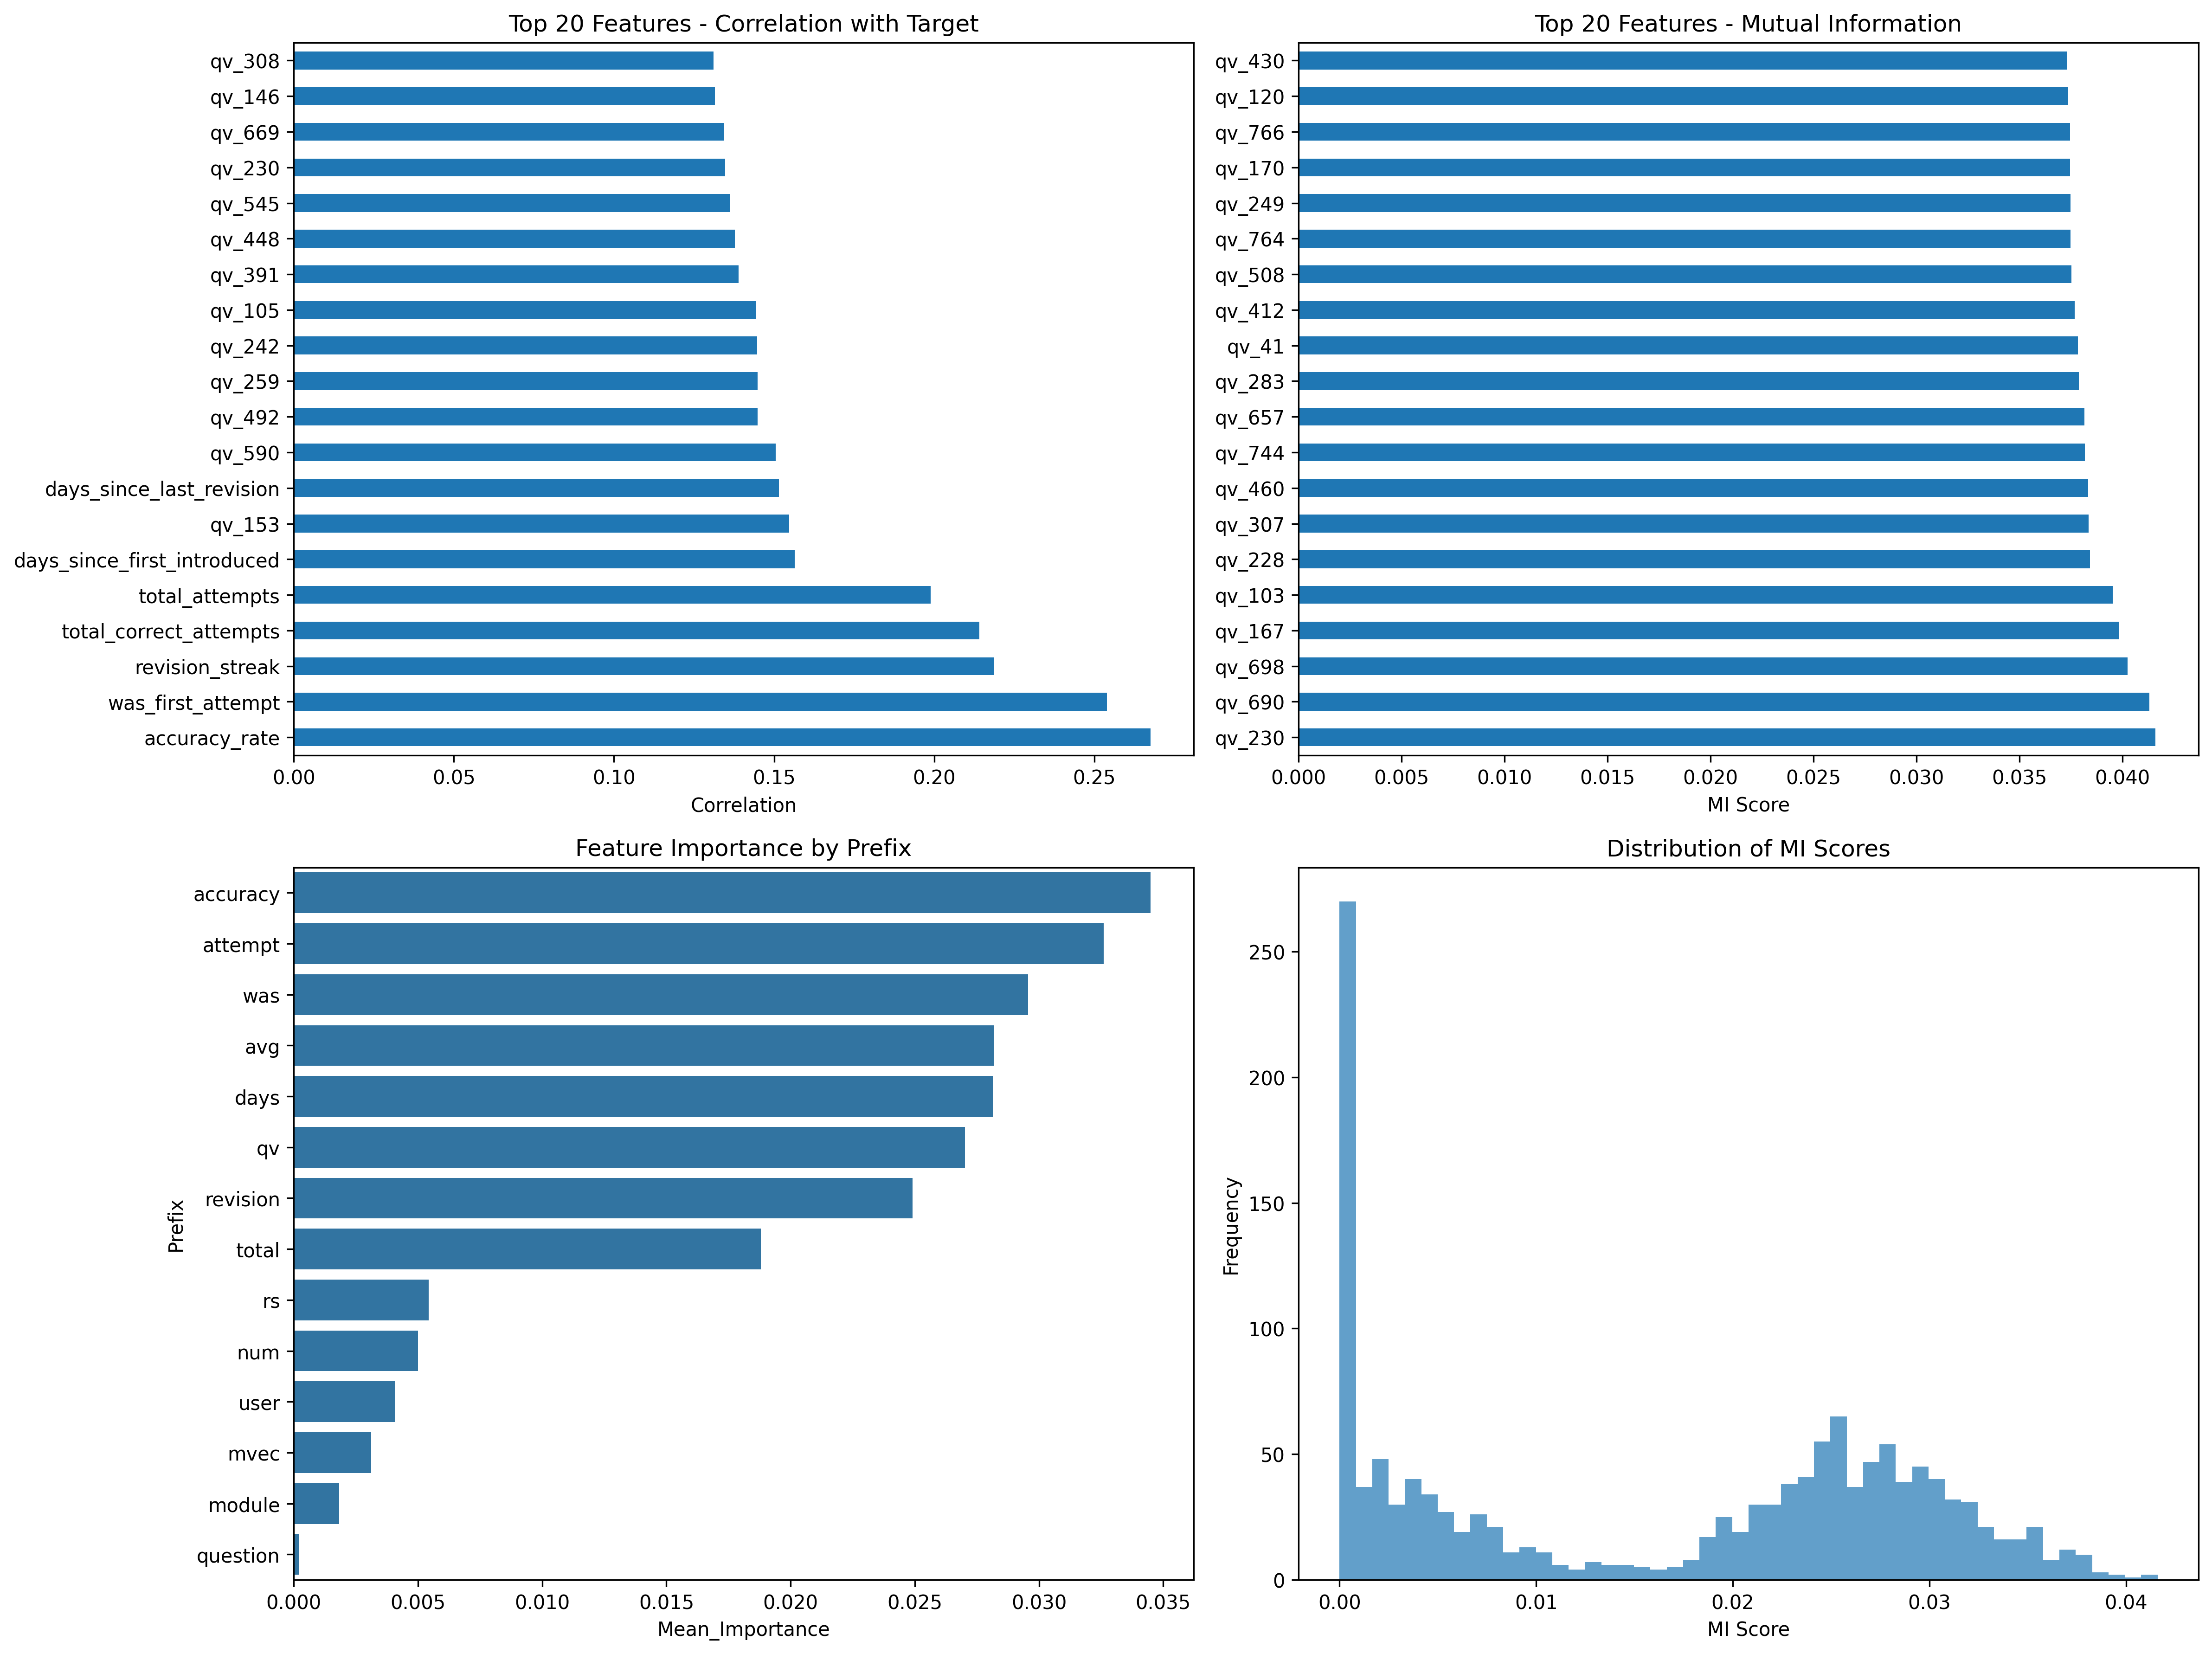 Top 20 Features - Correlation with Target
qv_308
qv_146
qv_669
qv_230
qv_545
qv_448
qv_391
qv_105
qv_242
qv_259
qv_492
qv_590
days_since_last_revision
qv_153
days_since_first_introduced
total_attempts
total_correct_attempts
revision_streak
was_first_attempt
accuracy_rate
0.00 0.05 0.10 0.15 0.20 0.25
Correlation
Top 20 Features - Mutual Information
qv_430
qv_120
qv_766
qv_170
qv_249
qv_764
qv_508
qv_412
qv_41
qv_283
qv_657
qv_744
qv_460
qv_307
qv_228
qv_103
qv_167
qv_698
qv_690
qv_230
0.000 0.005 0.010 0.015 0.020 0.025 0.030 0.035 0.040
MI Score
Feature Importance by Prefix
Prefix
accuracy
attempt
was
avg
days
qv
revision
total
rs
num
user
mvec
module
question
0.000 0.005 0.010 0.015 0.020 0.025 0.030 0.035
Mean_Importance
Distribution of MI Scores
Frequency
250
200
150
100
50
0
0.00 0.01 0.02 0.03 0.04
MI Score